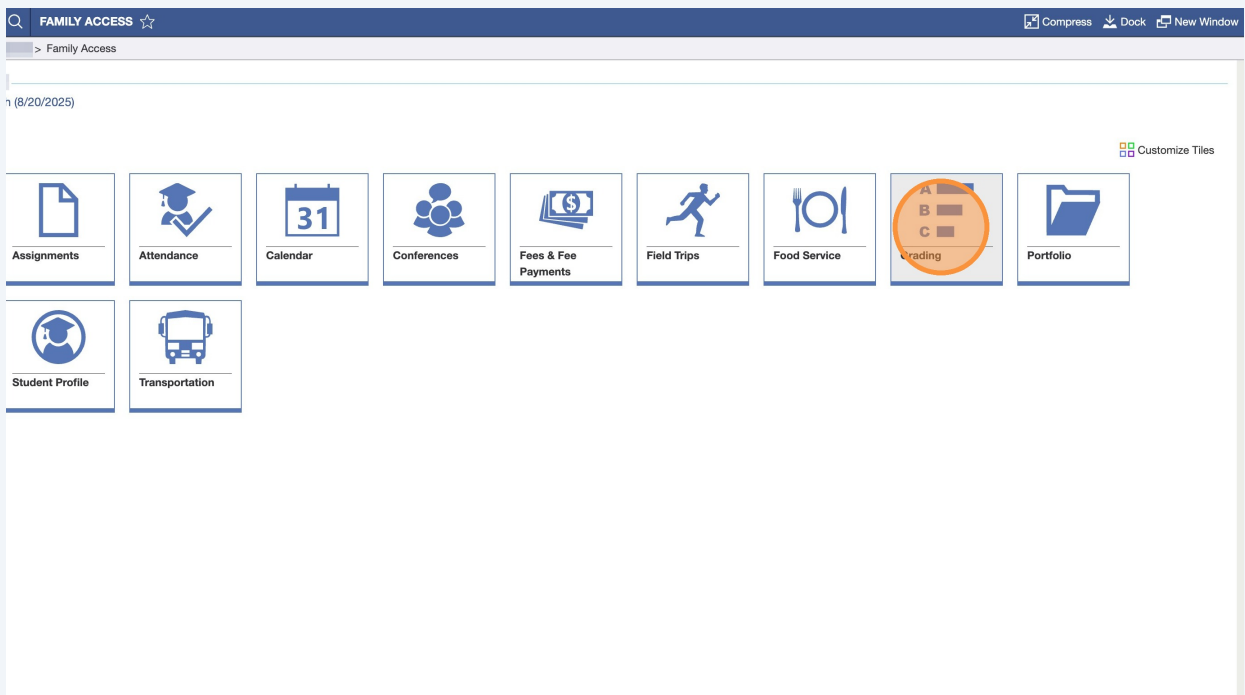 FAMILY ACCESS
Compress Dock New Window
> Family Access
(8/20/2025)
Customize Tiles
31
A
B
C
Assignments
Attendance
Calendar
Conferences
Fees & Fee
Payments
Field Trips
Food Service
Grading
Portfolio
$
Student Profile
Transportation